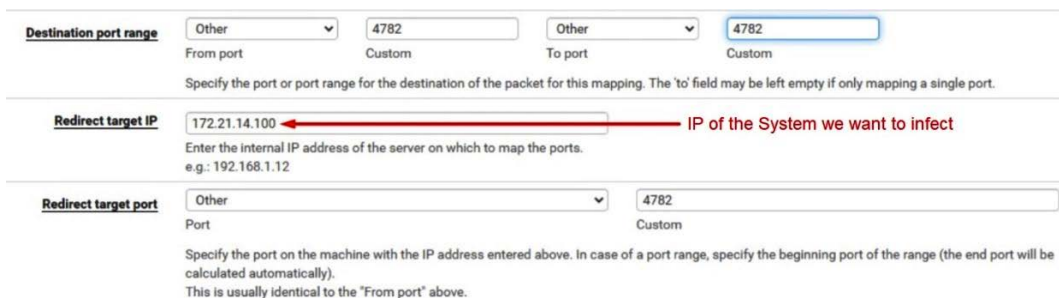 Destination port range
Other 4782 Other 4782
From port Custom To port Custom
Specify the port or port range for the destination of the packet for this mapping. The 'to' field may be left empty if only mapping a single port.
Redirect target IP
172.21.14.100 IP of the System we want to infect
Enter the internal IP address of the server on which to map the ports.
e.g.: 192.168.1.12
Redirect target port
Other 4782
Port Custom
Specify the port on the machine with the IP address entered above. In case of a port range, specify the beginning port of the range (the end port will be
calculated automatically).
This is usually identical to the "From port" above.